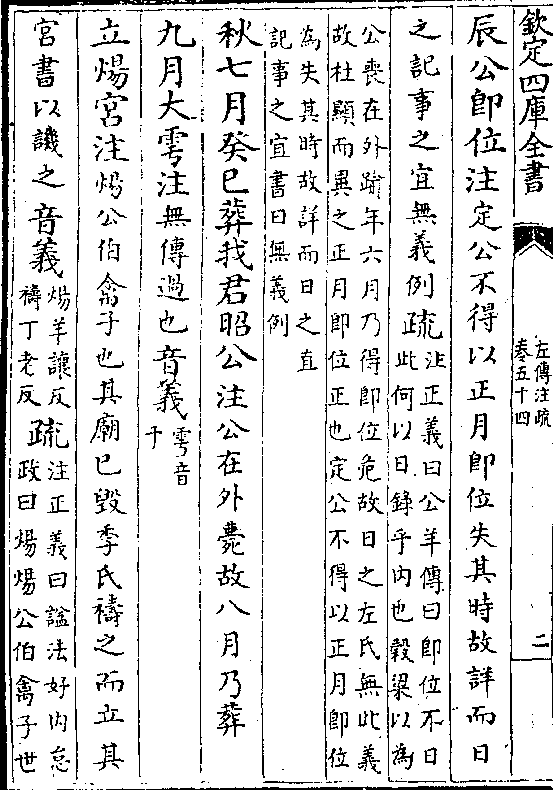 欽定四庫全書
左傳注疏
卷五十四
二
辰公即位注定公不得以正月即位失其時故詳而日
之記事之宜無義例疏注正義曰公羊傳曰即位不日
此何以日錄乎内也穀梁以為
公喪在外踰年六月乃得即位危故日之左氏無此義
故杜顯而異之正月即位正也定公不得以正月即位
為失其時故詳而日之直
記事之宜書曰無義例
秋七月癸巳葬我君昭公注公在外薨故八月乃葬
九月大雩注無傳過也音義雩音
于
立煬宫注煬公伯禽子也其廟已毁季氏禱之而立其
宫書以譏之音義煬羊讓反
禱丁老反疏注正義曰諡法好内怠
政曰煬煬公伯禽子世